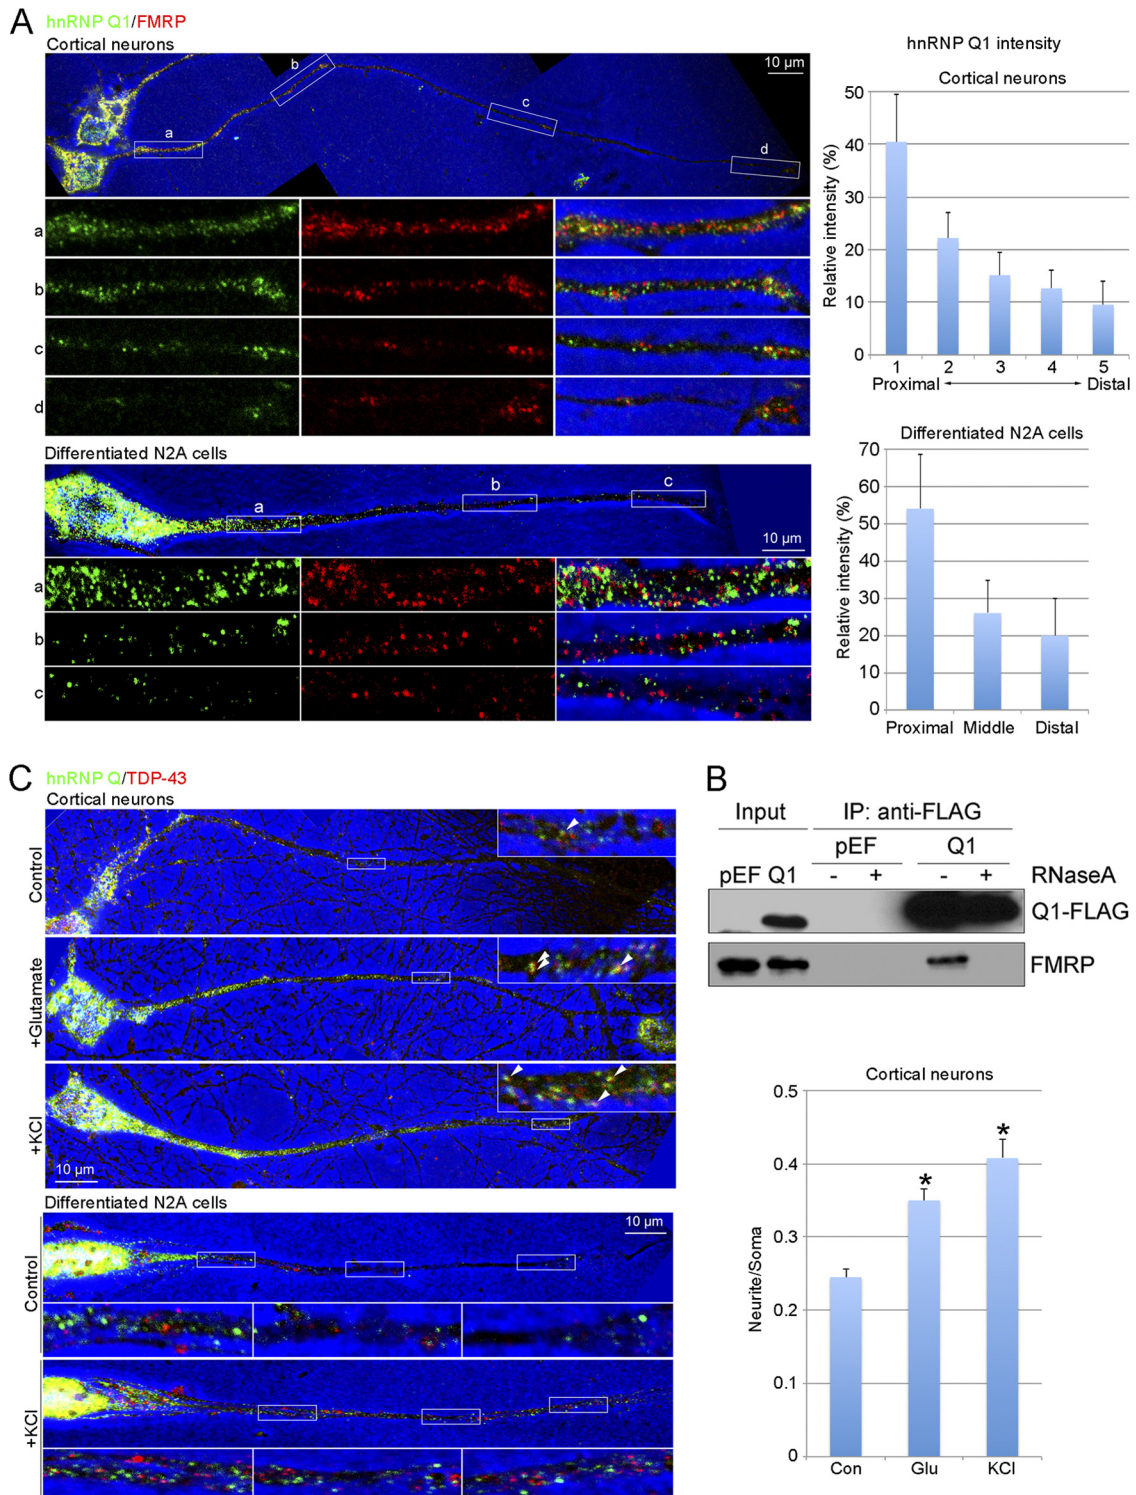 A
hnRNP Q1/FMRP
Cortical neurons
b
10 µm
a
c
d
a
b
c
d
Differentiated N2A cells
a
b
c
10 µm
a
b
c
hnRNP Q1 intensity
Cortical neurons
Relative intensity (%)
50
40
30
20
10
0
1 2 3 4 5
Proximal Distal
Differentiated N2A cells
Relative intensity (%)
70
60
50
40
30
20
10
0
Proximal Middle Distal
C
hnRNP Q/TDP-43
Cortical neurons
Control
+Glutamate
+KCl
10 µm
Differentiated N2A cells
10 µm
Control
+KCl
B
Input IP: anti-FLAG
pEF Q1
pEF Q1 - + - + RNaseA
Q1-FLAG
FMRP
Cortical neurons
Neurite/Soma
0.5
0.4
0.3
0.2
0.1
0
*
*
Con Glu KCl